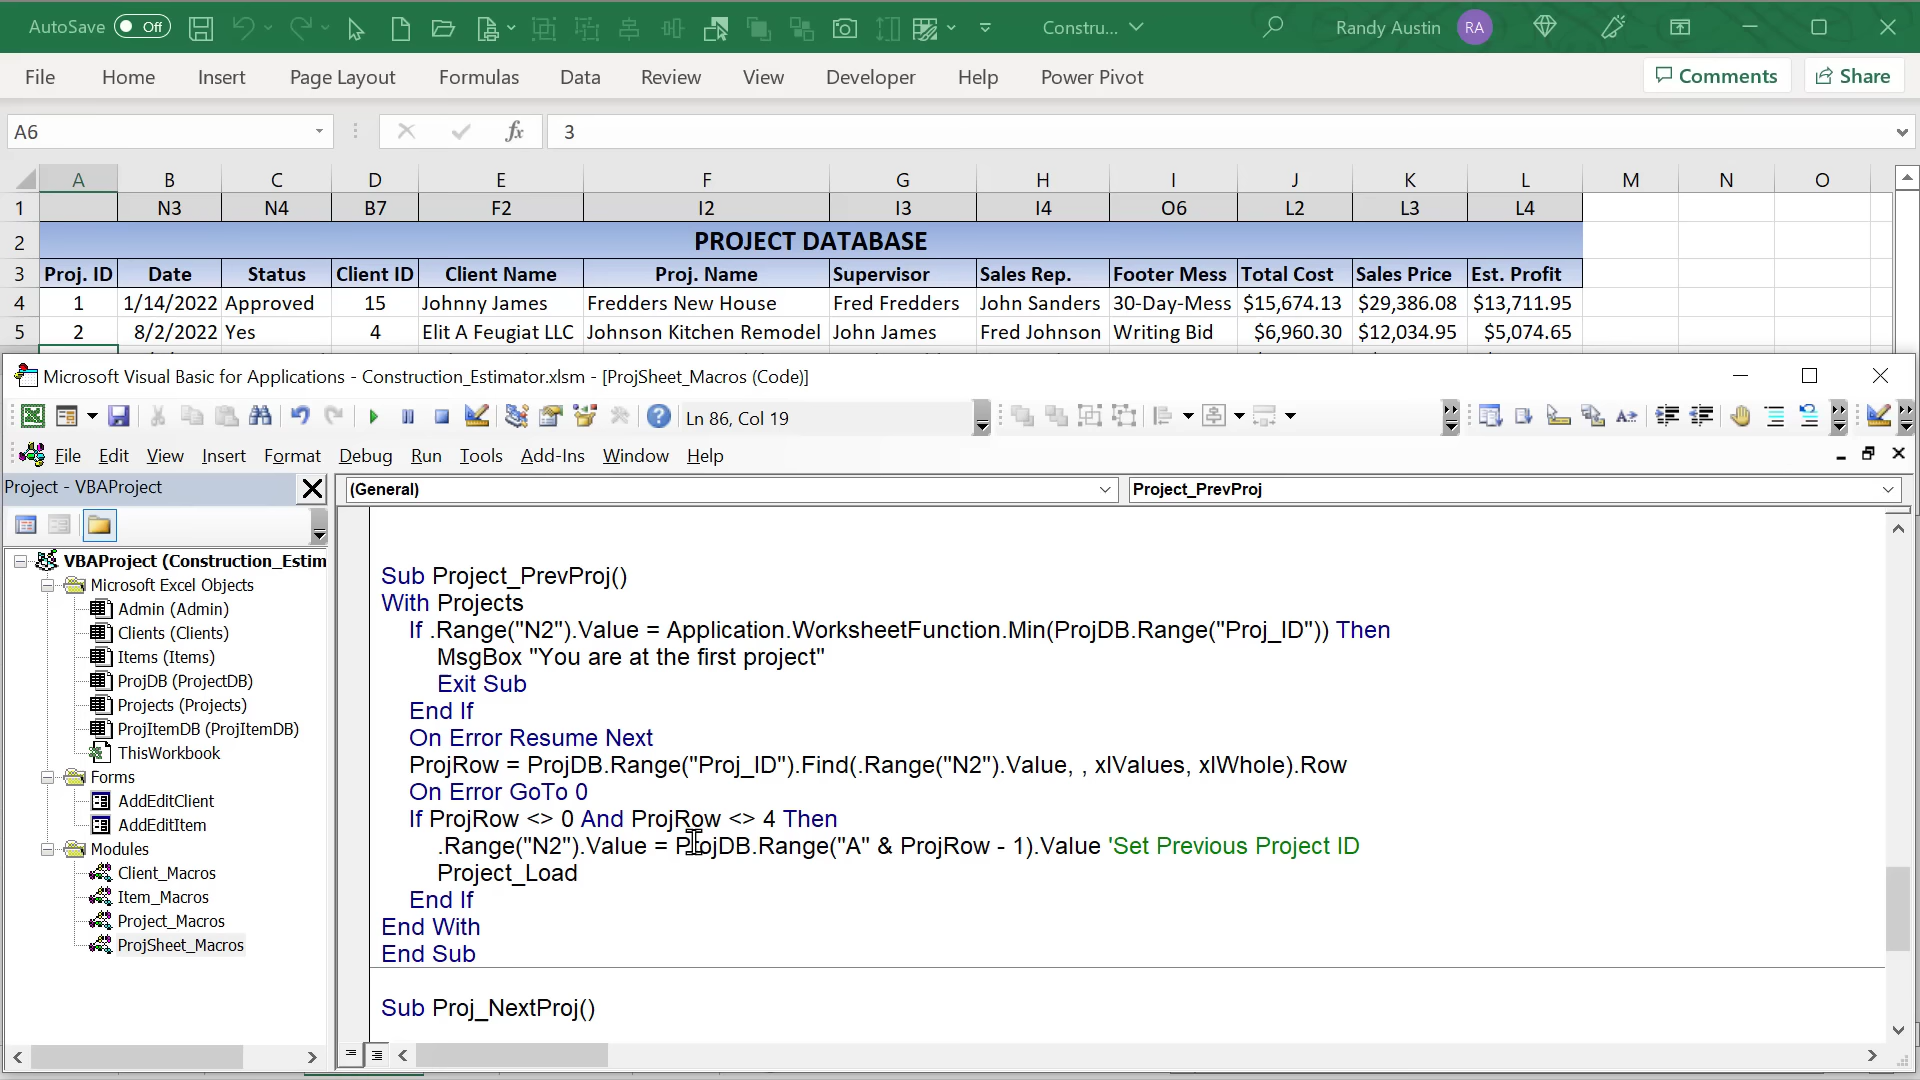 AutoSave Off Constru... Randy Austin RA
File Home Insert Page Layout Formulas Data Review View Developer Help Power Pivot Comments Share
A6 fx 3
A B C D E F G H I J K L M N O
1 N3 N4 B7 F2 I2 I3 I4 O6 L2 L3 L4
2 PROJECT DATABASE
3 Proj. ID Date Status Client ID Client Name Proj. Name Supervisor Sales Rep. Footer Mess Total Cost Sales Price Est. Profit
4 1 1/14/2022 Approved 15 Johnny James Fredders New House Fred Fredders John Sanders 30-Day-Mess $15,674.13 $29,386.08 $13,711.95
5 2 8/2/2022 Yes 4 Elit A Feugiat LLC Johnson Kitchen Remodel John James Fred Johnson Writing Bid $6,960.30 $12,034.95 $5,074.65
Microsoft Visual Basic for Applications - Construction_Estimator.xlsm - [ProjSheet_Macros (Code)]
Ln 86, Col 19
File Edit View Insert Format Debug Run Tools Add-Ins Window Help
Project - VBAProject
(General) Project_PrevProj
VBAProject (Construction_Estim
Microsoft Excel Objects
Admin (Admin)
Clients (Clients)
Items (Items)
ProjDB (ProjectDB)
Projects (Projects)
ProjItemDB (ProjItemDB)
ThisWorkbook
Forms
AddEditClient
AddEditItem
Modules
Client_Macros
Item_Macros
Project_Macros
ProjSheet_Macros
Sub Project_PrevProj()
With Projects
If .Range("N2").Value = Application.WorksheetFunction.Min(ProjDB.Range("Proj_ID")) Then
MsgBox "You are at the first project"
Exit Sub
End If
On Error Resume Next
ProjRow = ProjDB.Range("Proj_ID").Find(.Range("N2").Value, , xlValues, xlWhole).Row
On Error GoTo 0
If ProjRow <> 0 And ProjRow <> 4 Then
.Range("N2").Value = ProjDB.Range("A" & ProjRow - 1).Value 'Set Previous Project ID
Project_Load
End If
End With
End Sub
Sub Proj_NextProj()